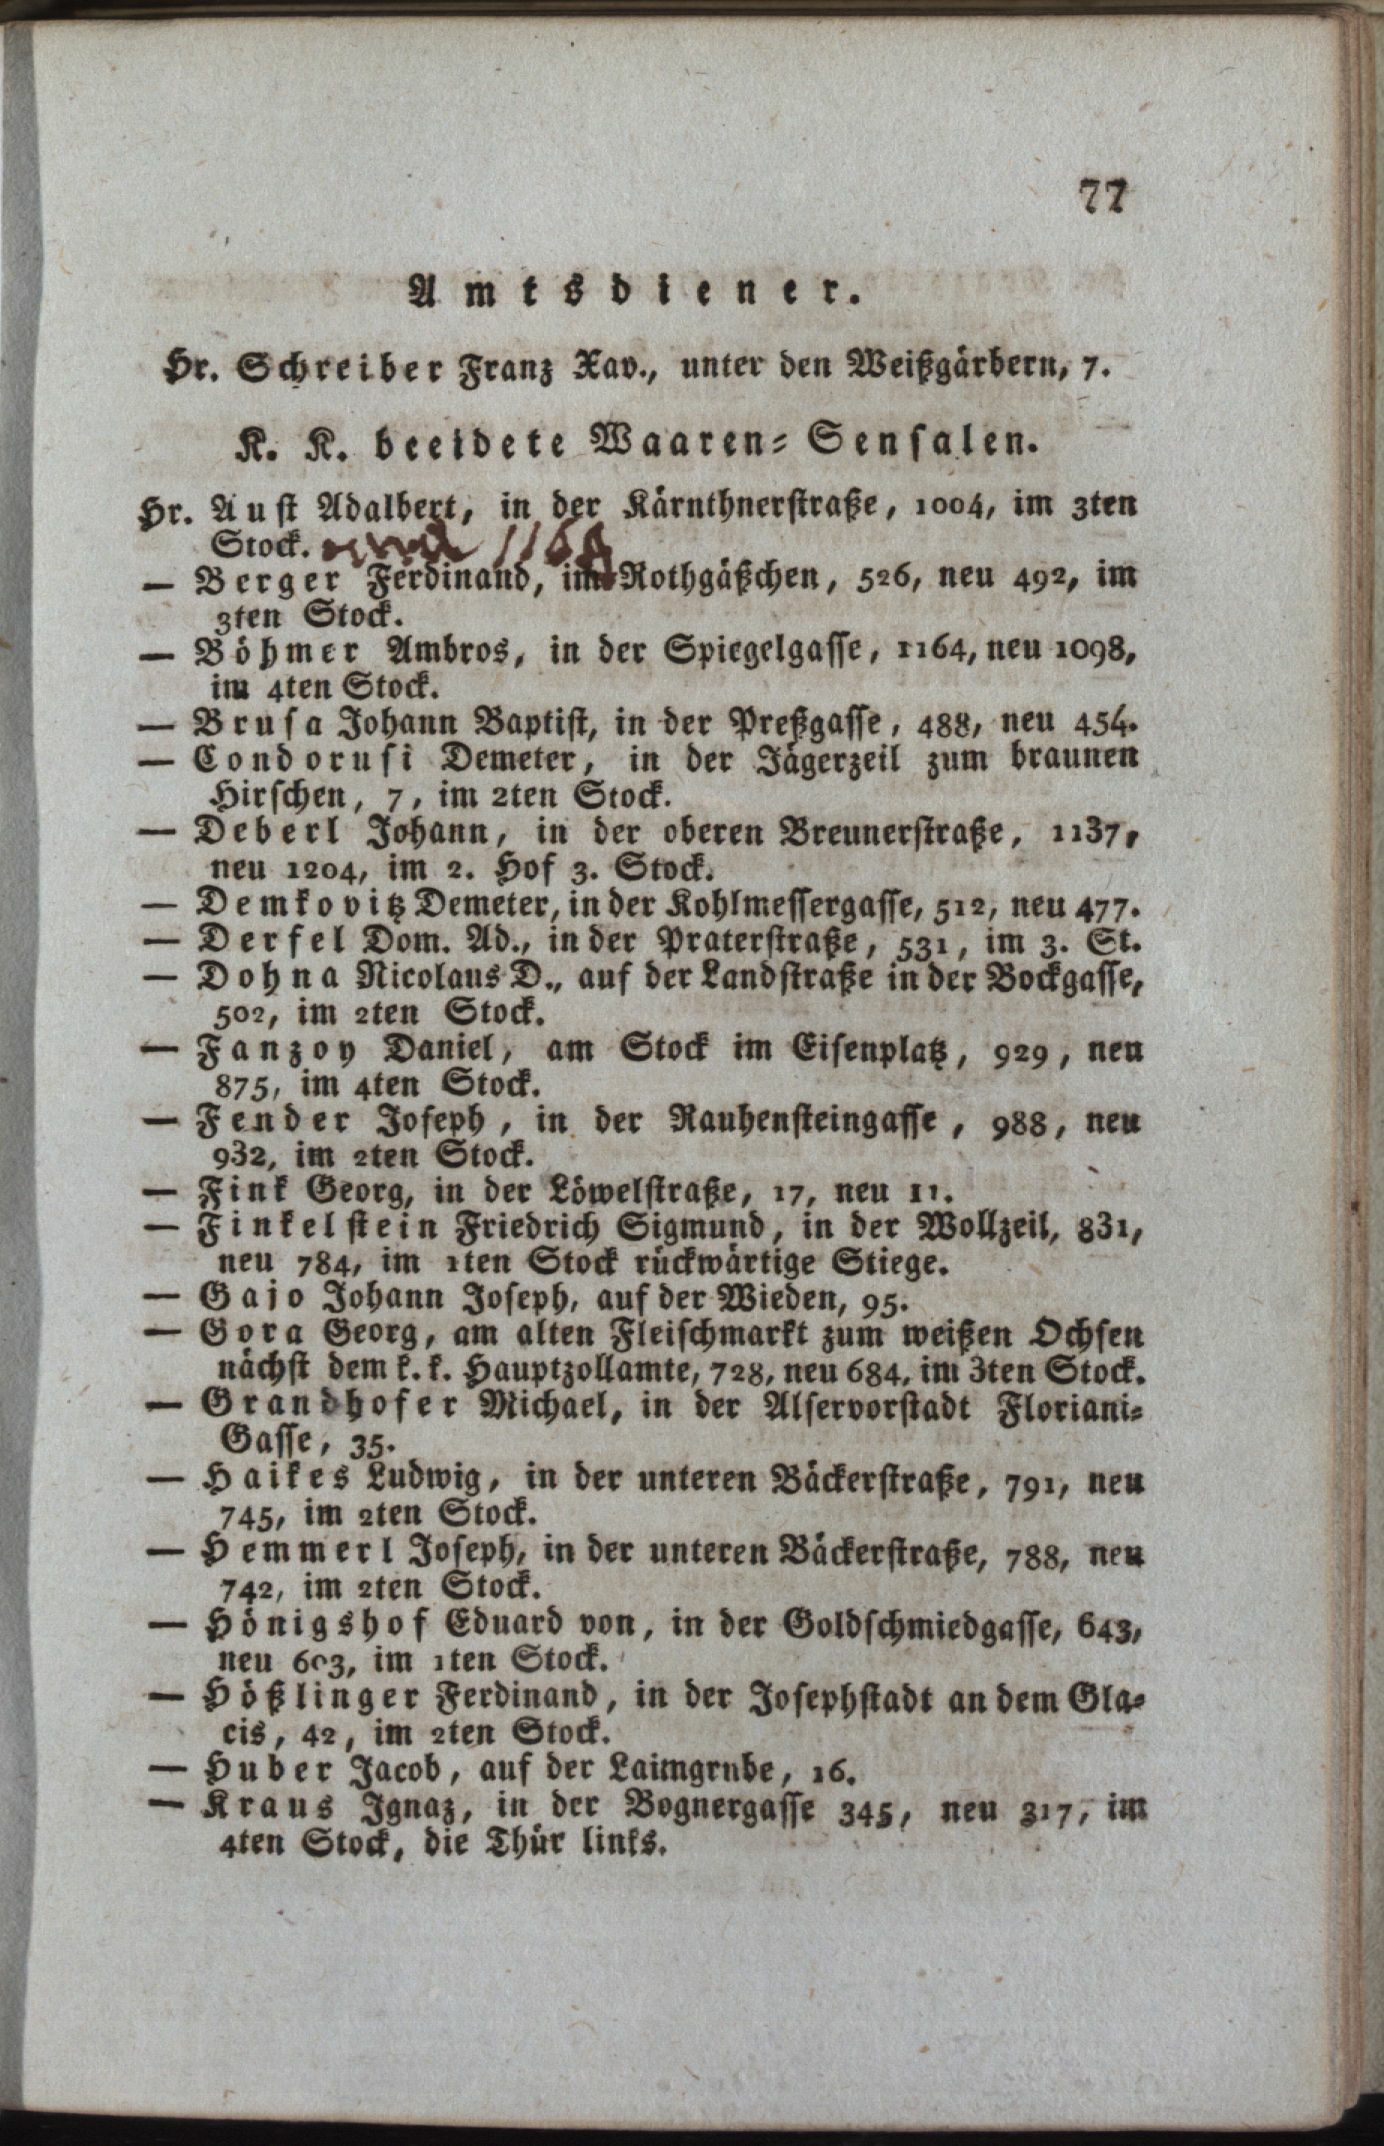 77
Amtsdiener.
Hr. Schreiber Franz Xav., unter den Weißgärbern, 7.
K. K. beeidete Waaren-Sensalen.
Hr. Aust Adalbert, in der Kärnthnerstraße, 1004, im 3ten
Stock. 1168
— Berger Ferdinand, im Rothgäßchen, 526, neu 492, im
3ten Stock.
— Böhmer Ambros, in der Spiegelgasse, 1164, neu 1098,
im 4ten Stock.
— Brusa Johann Baptist, in der Preßgasse, 488, neu 454.
— Condorusi Demeter, in der Jägerzeil zum braunen
Hirschen, 7, im 2ten Stock.
— Deberl Johann, in der oberen Breunerstraße, 1137,
neu 1204, im 2. Hof 3. Stock.
— Demkovitz Demeter, in der Kohlmessergasse, 512, neu 477.
— Derfel Dom. Ad., in der Praterstraße, 531, im 3. St.
— Dohna Nicolaus D., auf der Landstraße in der Bockgasse,
502, im 2ten Stock.
— Fanzoy Daniel, am Stock im Eisenplatz, 929, neu
875, im 4ten Stock.
— Fender Joseph, in der Rauhensteingasse, 988, neu
932, im 2ten Stock.
— Fink Georg, in der Löwelstraße, 17, neu 11.
— Finkelstein Friedrich Sigmund, in der Wollzeil, 831,
neu 784, im 1ten Stock rückwärtige Stiege.
— Gajo Johann Joseph, auf der Wieden, 95.
— Gora Georg, am alten Fleischmarkt zum weißen Ochsen
nächst dem k. k. Hauptzollamte, 728, neu 684, im 3ten Stock.
— Grandhofer Michael, in der Alservorstadt Floriani-
Gasse, 35.
— Haikes Ludwig, in der unteren Bäckerstraße, 791, neu
745, im 2ten Stock.
— Hemmerl Joseph, in der unteren Bäckerstraße, 788, neu
742, im 2ten Stock.
— Hönigshof Eduard von, in der Goldschmiedgasse, 643,
neu 603, im 1ten Stock.
— Hößlinger Ferdinand, in der Josephstadt an dem Gla-
cis, 42, im 2ten Stock.
— Huber Jacob, auf der Laimgrube, 16.
— Kraus Ignaz, in der Bognergasse 345, neu 317, im
4ten Stock, die Thür links.